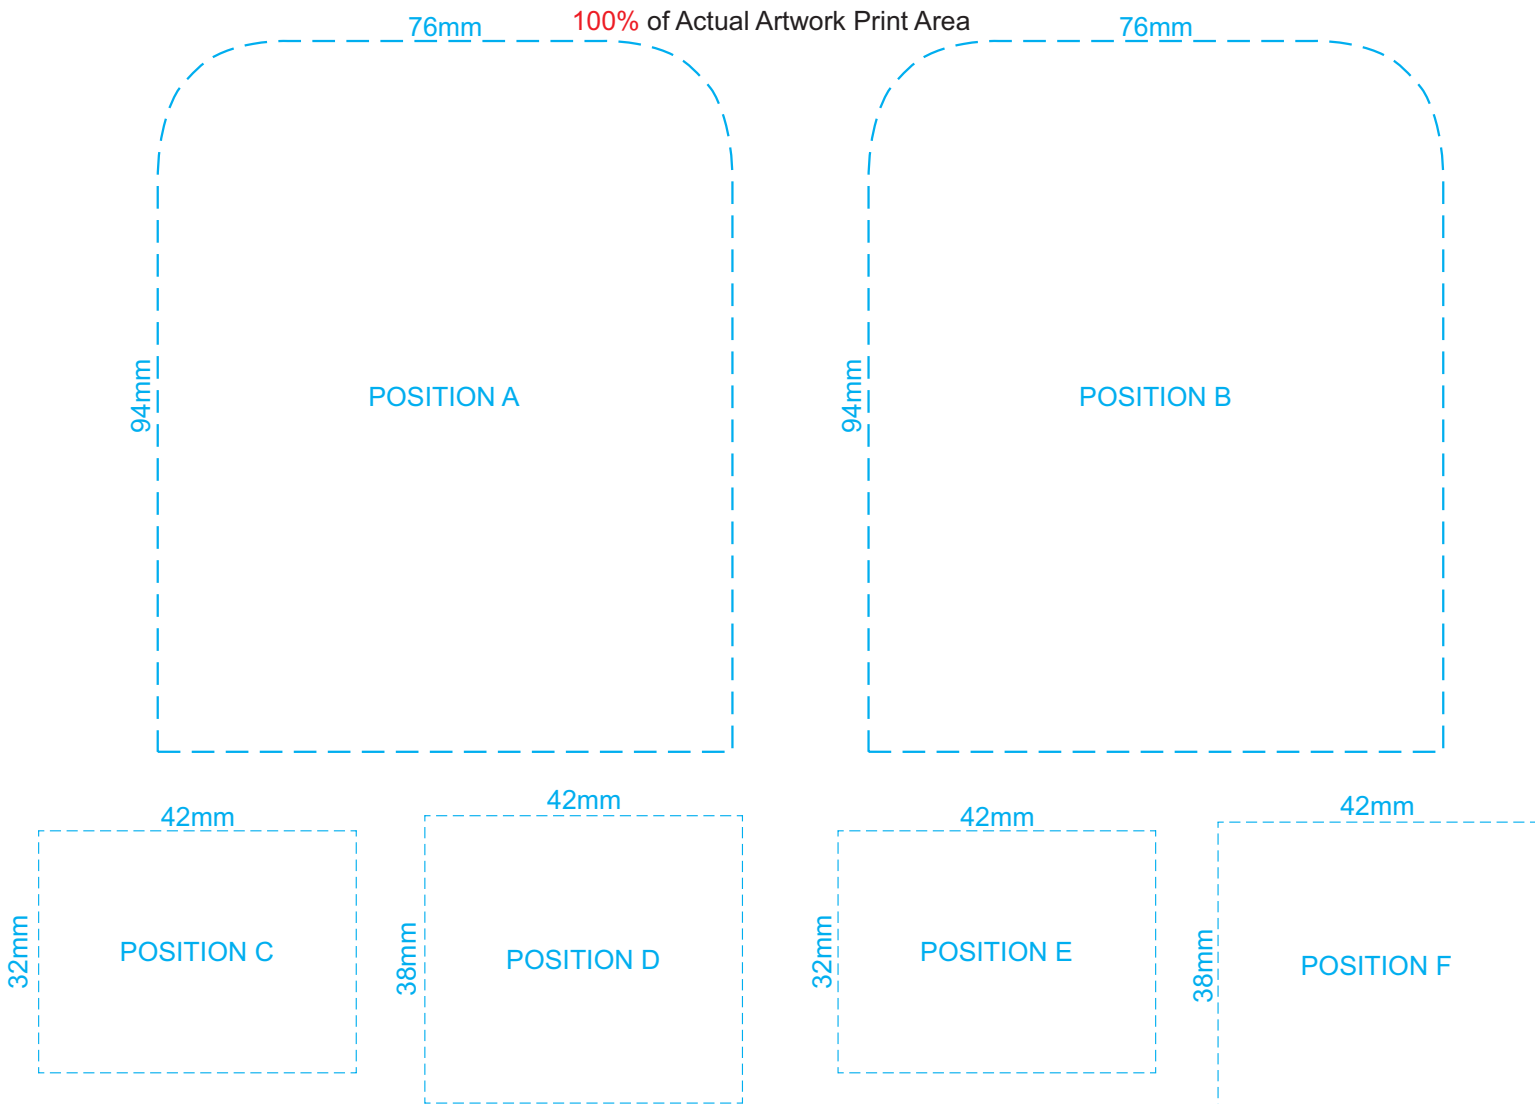 100% of Actual Artwork Print Area
76mm
76mm
94mm
POSITION A
94mm
POSITION B
42mm
42mm
42mm
42mm
32mm
POSITION C
38mm
POSITION D
32mm
POSITION E
38mm
POSITION F